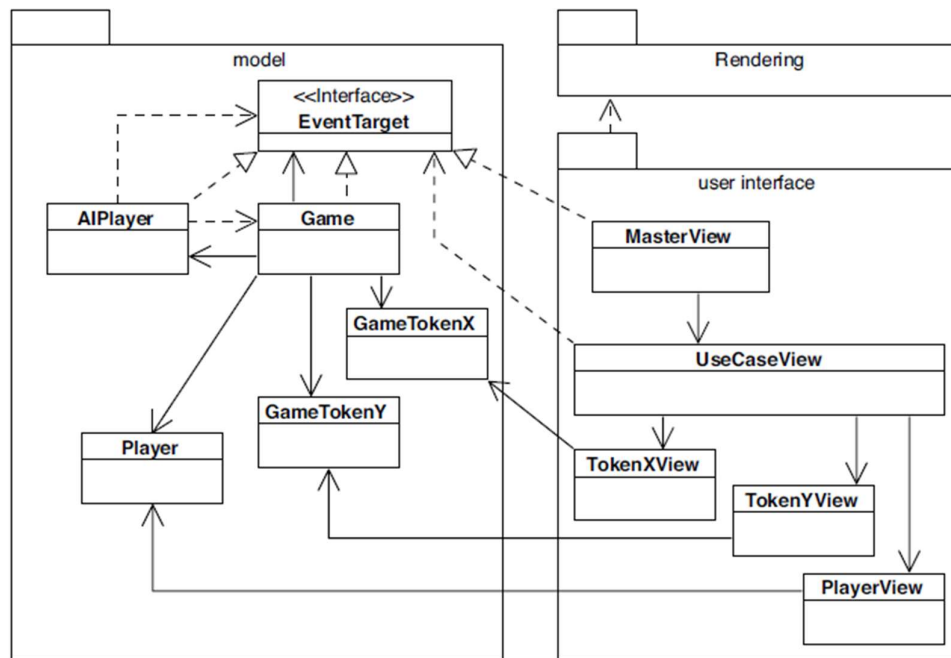 model
Rendering
<<Interface>>
EventTarget
user interface
AIPlayer
Game
MasterView
GameTokenX
UseCaseView
GameTokenY
Player
TokenXView
TokenYView
PlayerView